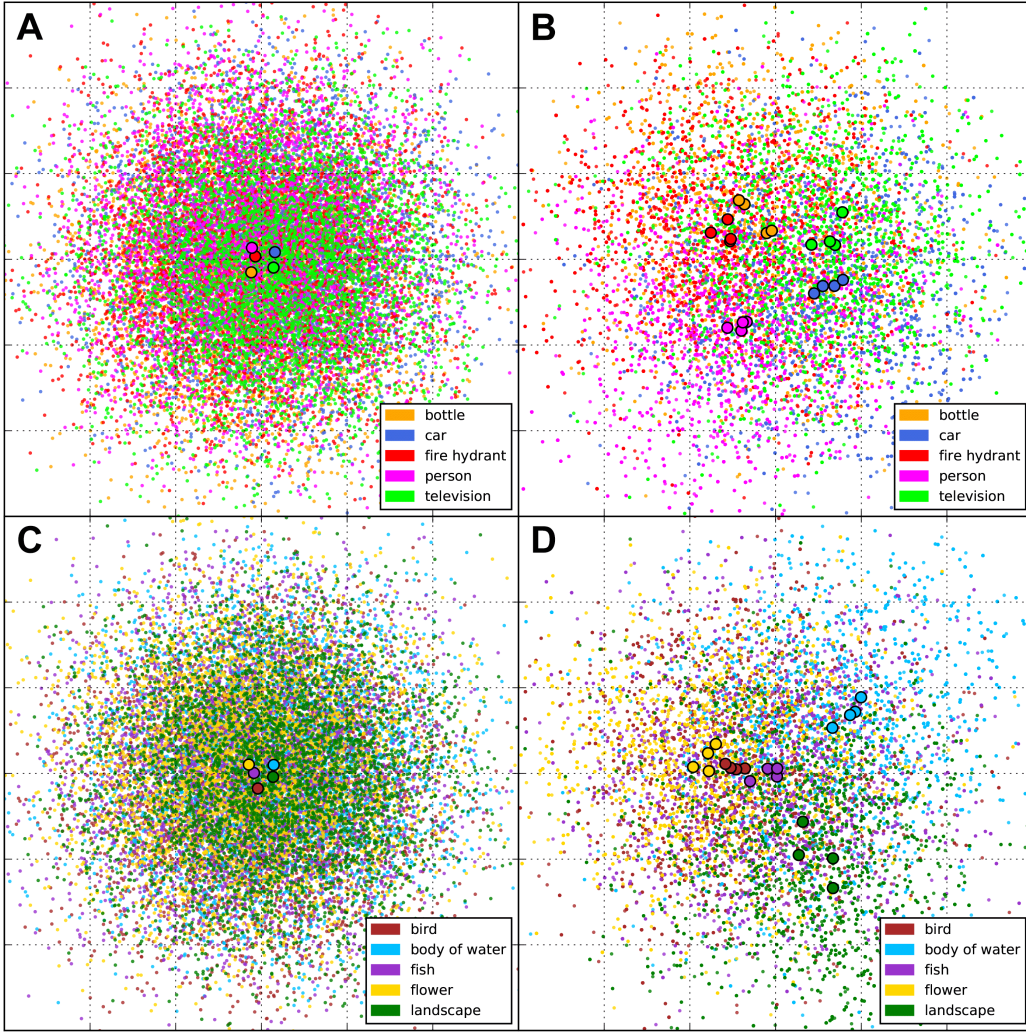 A
B
bottle
car
fire hydrant
person
television
bottle
car
fire hydrant
person
television
C
D
bird
body of water
fish
flower
landscape
bird
body of water
fish
flower
landscape